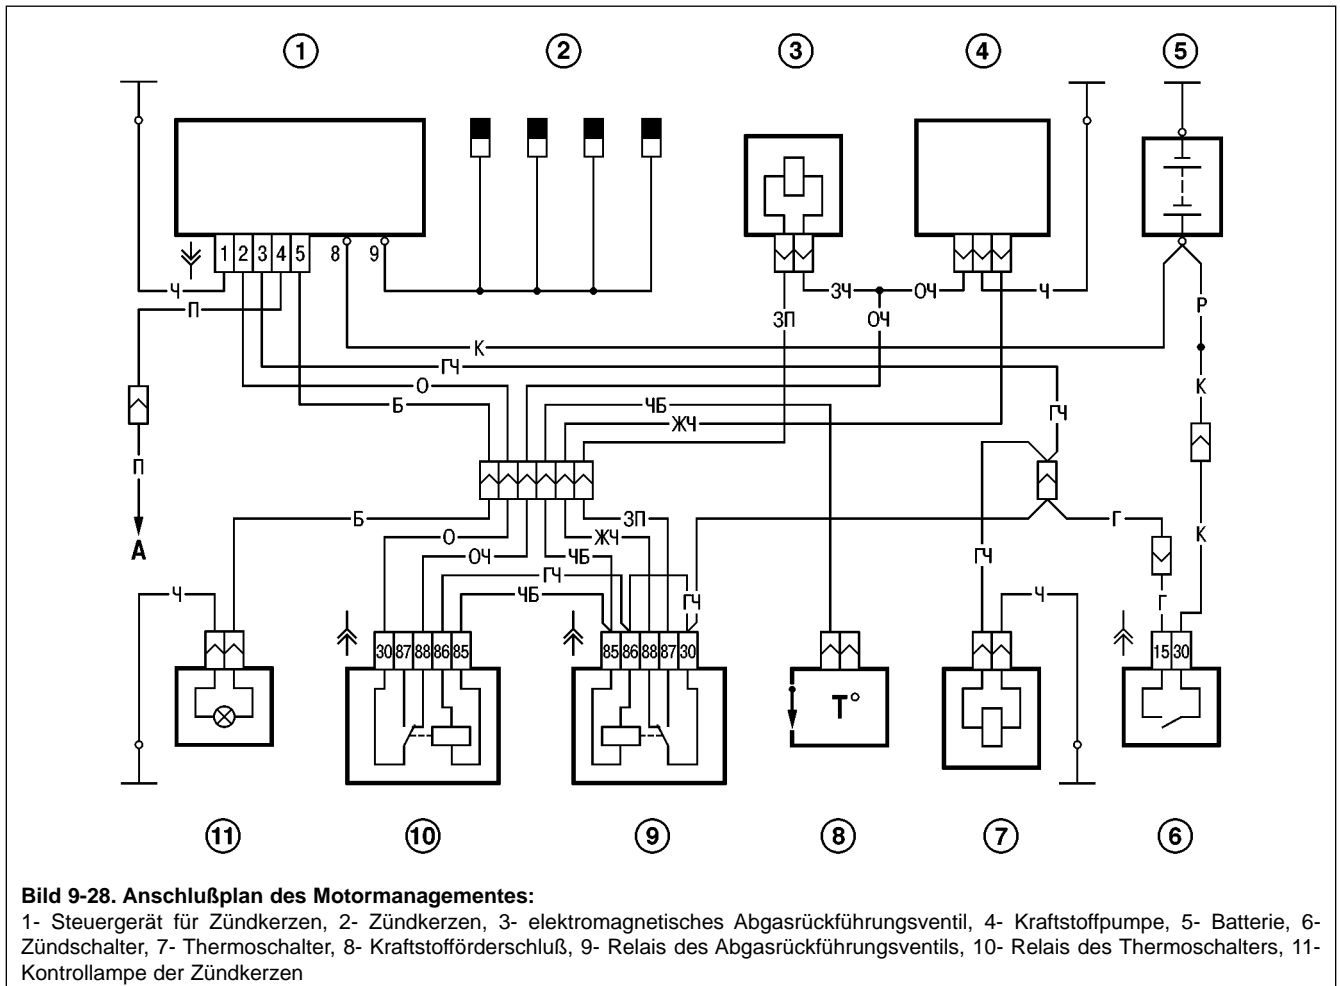 1 2 3 4 5
1 2 3 4 5 8 9
Ч
П
ЗЧ ОЧ Ч
ЗП ОЧ
Р
К
ГЧ
О
К
Б
ЧБ
ГЧ
ЖЧ
П
Б
ЗП
Г
О
ЖЧ
К
А
ОЧ
ЧБ
ГЧ
ГЧ
Ч
ЧБ
ГЧ
Ч
Г
30 87 88 86 85
85 86 88 87 30
15 30
T°
11 10 9 8 7 6
Bild 9-28. Anschlußplan des Motormanagementes:
1- Steuergerät für Zündkerzen, 2- Zündkerzen, 3- elektromagnetisches Abgasrückführungsventil, 4- Kraftstoffpumpe, 5- Batterie, 6-
Zündschalter, 7- Thermoschalter, 8- Kraftstofförderschluß, 9- Relais des Abgasrückführungsventils, 10- Relais des Thermoschalters, 11-
Kontrollampe der Zündkerzen